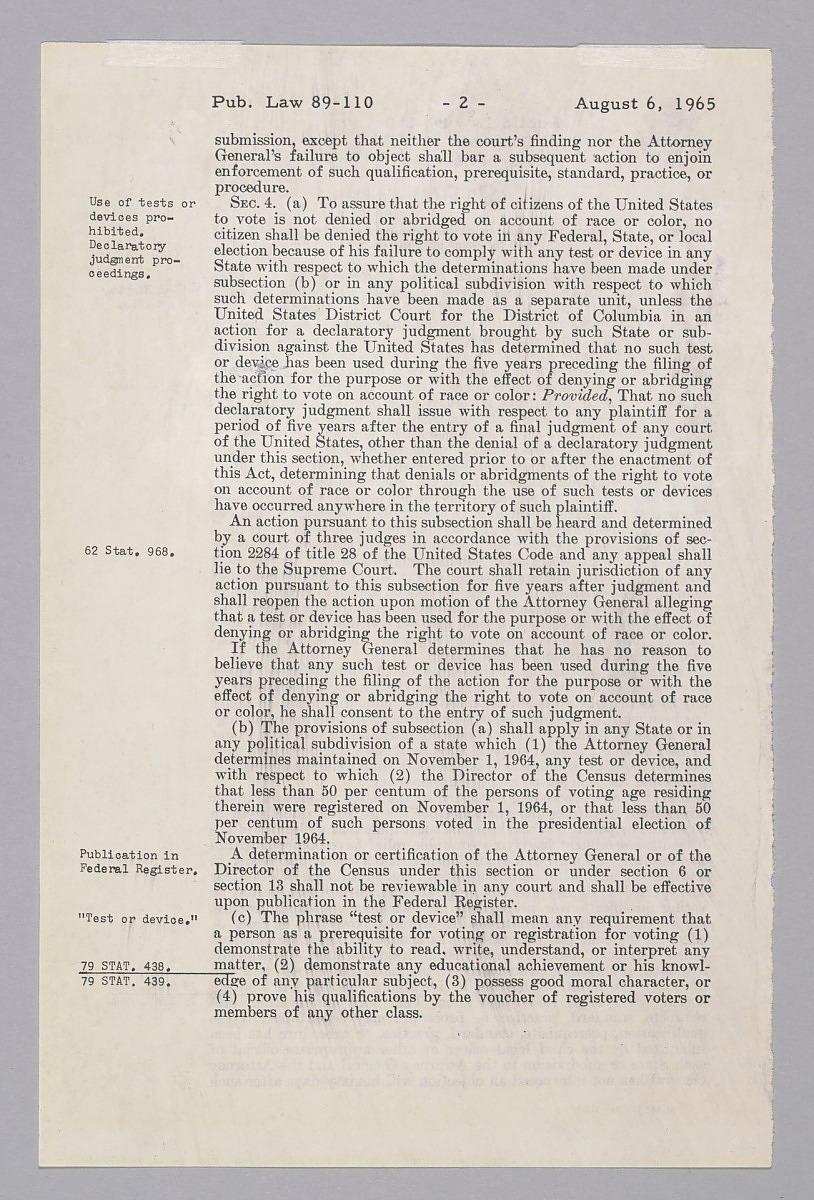 Pub. Law 89-110 - 2 - August 6, 1965
submission, except that neither the court's finding nor the Attorney
General's failure to object shall bar a subsequent action to enjoin
enforcement of such qualification, prerequisite, standard, practice, or
procedure.
Use of tests or
devices pro-
hibited.
Declaratory
judgment pro-
ceedings.
SEC. 4. (a) To assure that the right of citizens of the United States
to vote is not denied or abridged on account of race or color, no
citizen shall be denied the right to vote in any Federal, State, or local
election because of his failure to comply with any test or device in any
State with respect to which the determinations have been made under
subsection (b) or in any political subdivision with respect to which
such determinations have been made as a separate unit, unless the
United States District Court for the District of Columbia in an
action for a declaratory judgment brought by such State or sub-
division against the United States has determined that no such test
or device has been used during the five years preceding the filing of
the action for the purpose or with the effect of denying or abridging
the right to vote on account of race or color: Provided, That no such
declaratory judgment shall issue with respect to any plaintiff for a
period of five years after the entry of a final judgment of any court
of the United States, other than the denial of a declaratory judgment
under this section, whether entered prior to or after the enactment of
this Act, determining that denials or abridgments of the right to vote
on account of race or color through the use of such tests or devices
have occurred anywhere in the territory of such plaintiff.
An action pursuant to this subsection shall be heard and determined
by a court of three judges in accordance with the provisions of sec-
62 Stat. 968.
tion 2284 of title 28 of the United States Code and any appeal shall
lie to the Supreme Court. The court shall retain jurisdiction of any
action pursuant to this subsection for five years after judgment and
shall reopen the action upon motion of the Attorney General alleging
that a test or device has been used for the purpose or with the effect of
denying or abridging the right to vote on account of race or color.
If the Attorney General determines that he has no reason to
believe that any such test or device has been used during the five
years preceding the filing of the action for the purpose or with the
effect of denying or abridging the right to vote on account of race
or color, he shall consent to the entry of such judgment.
(b) The provisions of subsection (a) shall apply in any State or in
any political subdivision of a state which (1) the Attorney General
determines maintained on November 1, 1964, any test or device, and
with respect to which (2) the Director of the Census determines
that less than 50 per centum of the persons of voting age residing
therein were registered on November 1, 1964, or that less than 50
per centum of such persons voted in the presidential election of
November 1964.
Publication in
Federal Register.
A determination or certification of the Attorney General or of the
Director of the Census under this section or under section 6 or
section 13 shall not be reviewable in any court and shall be effective
upon publication in the Federal Register.
"Test or device."
(c) The phrase “test or device” shall mean any requirement that
a person as a prerequisite for voting or registration for voting (1)
demonstrate the ability to read, write, understand, or interpret any
79 STAT. 438.
matter, (2) demonstrate any educational achievement or his knowl-
79 STAT. 439.
edge of any particular subject, (3) possess good moral character, or
(4) prove his qualifications by the voucher of registered voters or
members of any other class.